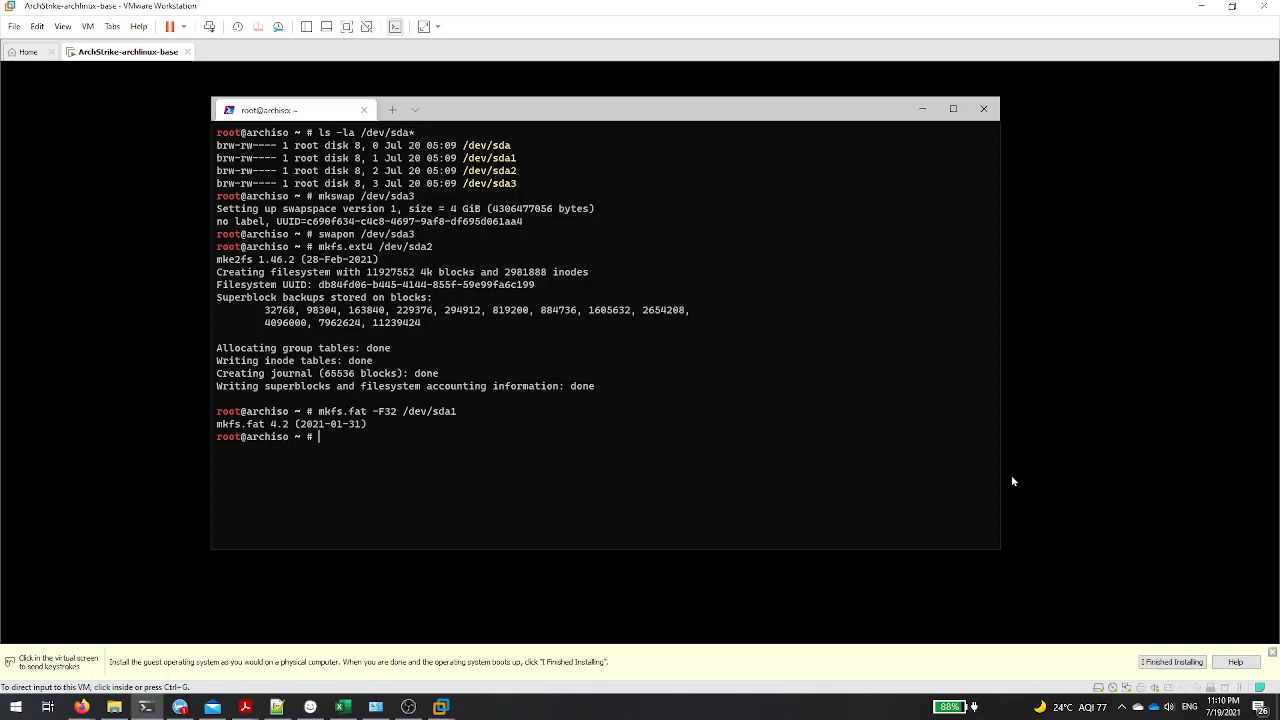 ArchStrike-archlinux-base - VMware Workstation
File Edit View VM Tabs Help
Home ArchStrike-archlinux-base
root@archiso: ~
root@archiso ~ # ls -la /dev/sda*
brw-rw---- 1 root disk 8, 0 Jul 20 05:09 /dev/sda
brw-rw---- 1 root disk 8, 1 Jul 20 05:09 /dev/sda1
brw-rw---- 1 root disk 8, 2 Jul 20 05:09 /dev/sda2
brw-rw---- 1 root disk 8, 3 Jul 20 05:09 /dev/sda3
root@archiso ~ # mkswap /dev/sda3
Setting up swapspace version 1, size = 4 GiB (4306477056 bytes)
no label, UUID=c690f634-c4c8-4697-9af8-df695d061aa4
root@archiso ~ # swapon /dev/sda3
root@archiso ~ # mkfs.ext4 /dev/sda2
mke2fs 1.46.2 (28-Feb-2021)
Creating filesystem with 11927552 4k blocks and 2981888 inodes
Filesystem UUID: db84fd06-b445-4144-855f-59e99fa6c199
Superblock backups stored on blocks:
32768, 98304, 163840, 229376, 294912, 819200, 884736, 1605632, 2654208,
4096000, 7962624, 11239424
Allocating group tables: done
Writing inode tables: done
Creating journal (65536 blocks): done
Writing superblocks and filesystem accounting information: done
root@archiso ~ # mkfs.fat -F32 /dev/sda1
mkfs.fat 4.2 (2021-01-31)
root@archiso ~ #
Click in the virtual screen
to send keystrokes
Install the guest operating system as you would on a physical computer. When you are done and the operating system boots up, click "I Finished Installing".
I Finished Installing
Help
To direct input to this VM, click inside or press Ctrl+G.
88%
24°C AQI 77
ENG
11:10 PM
7/19/2021
26